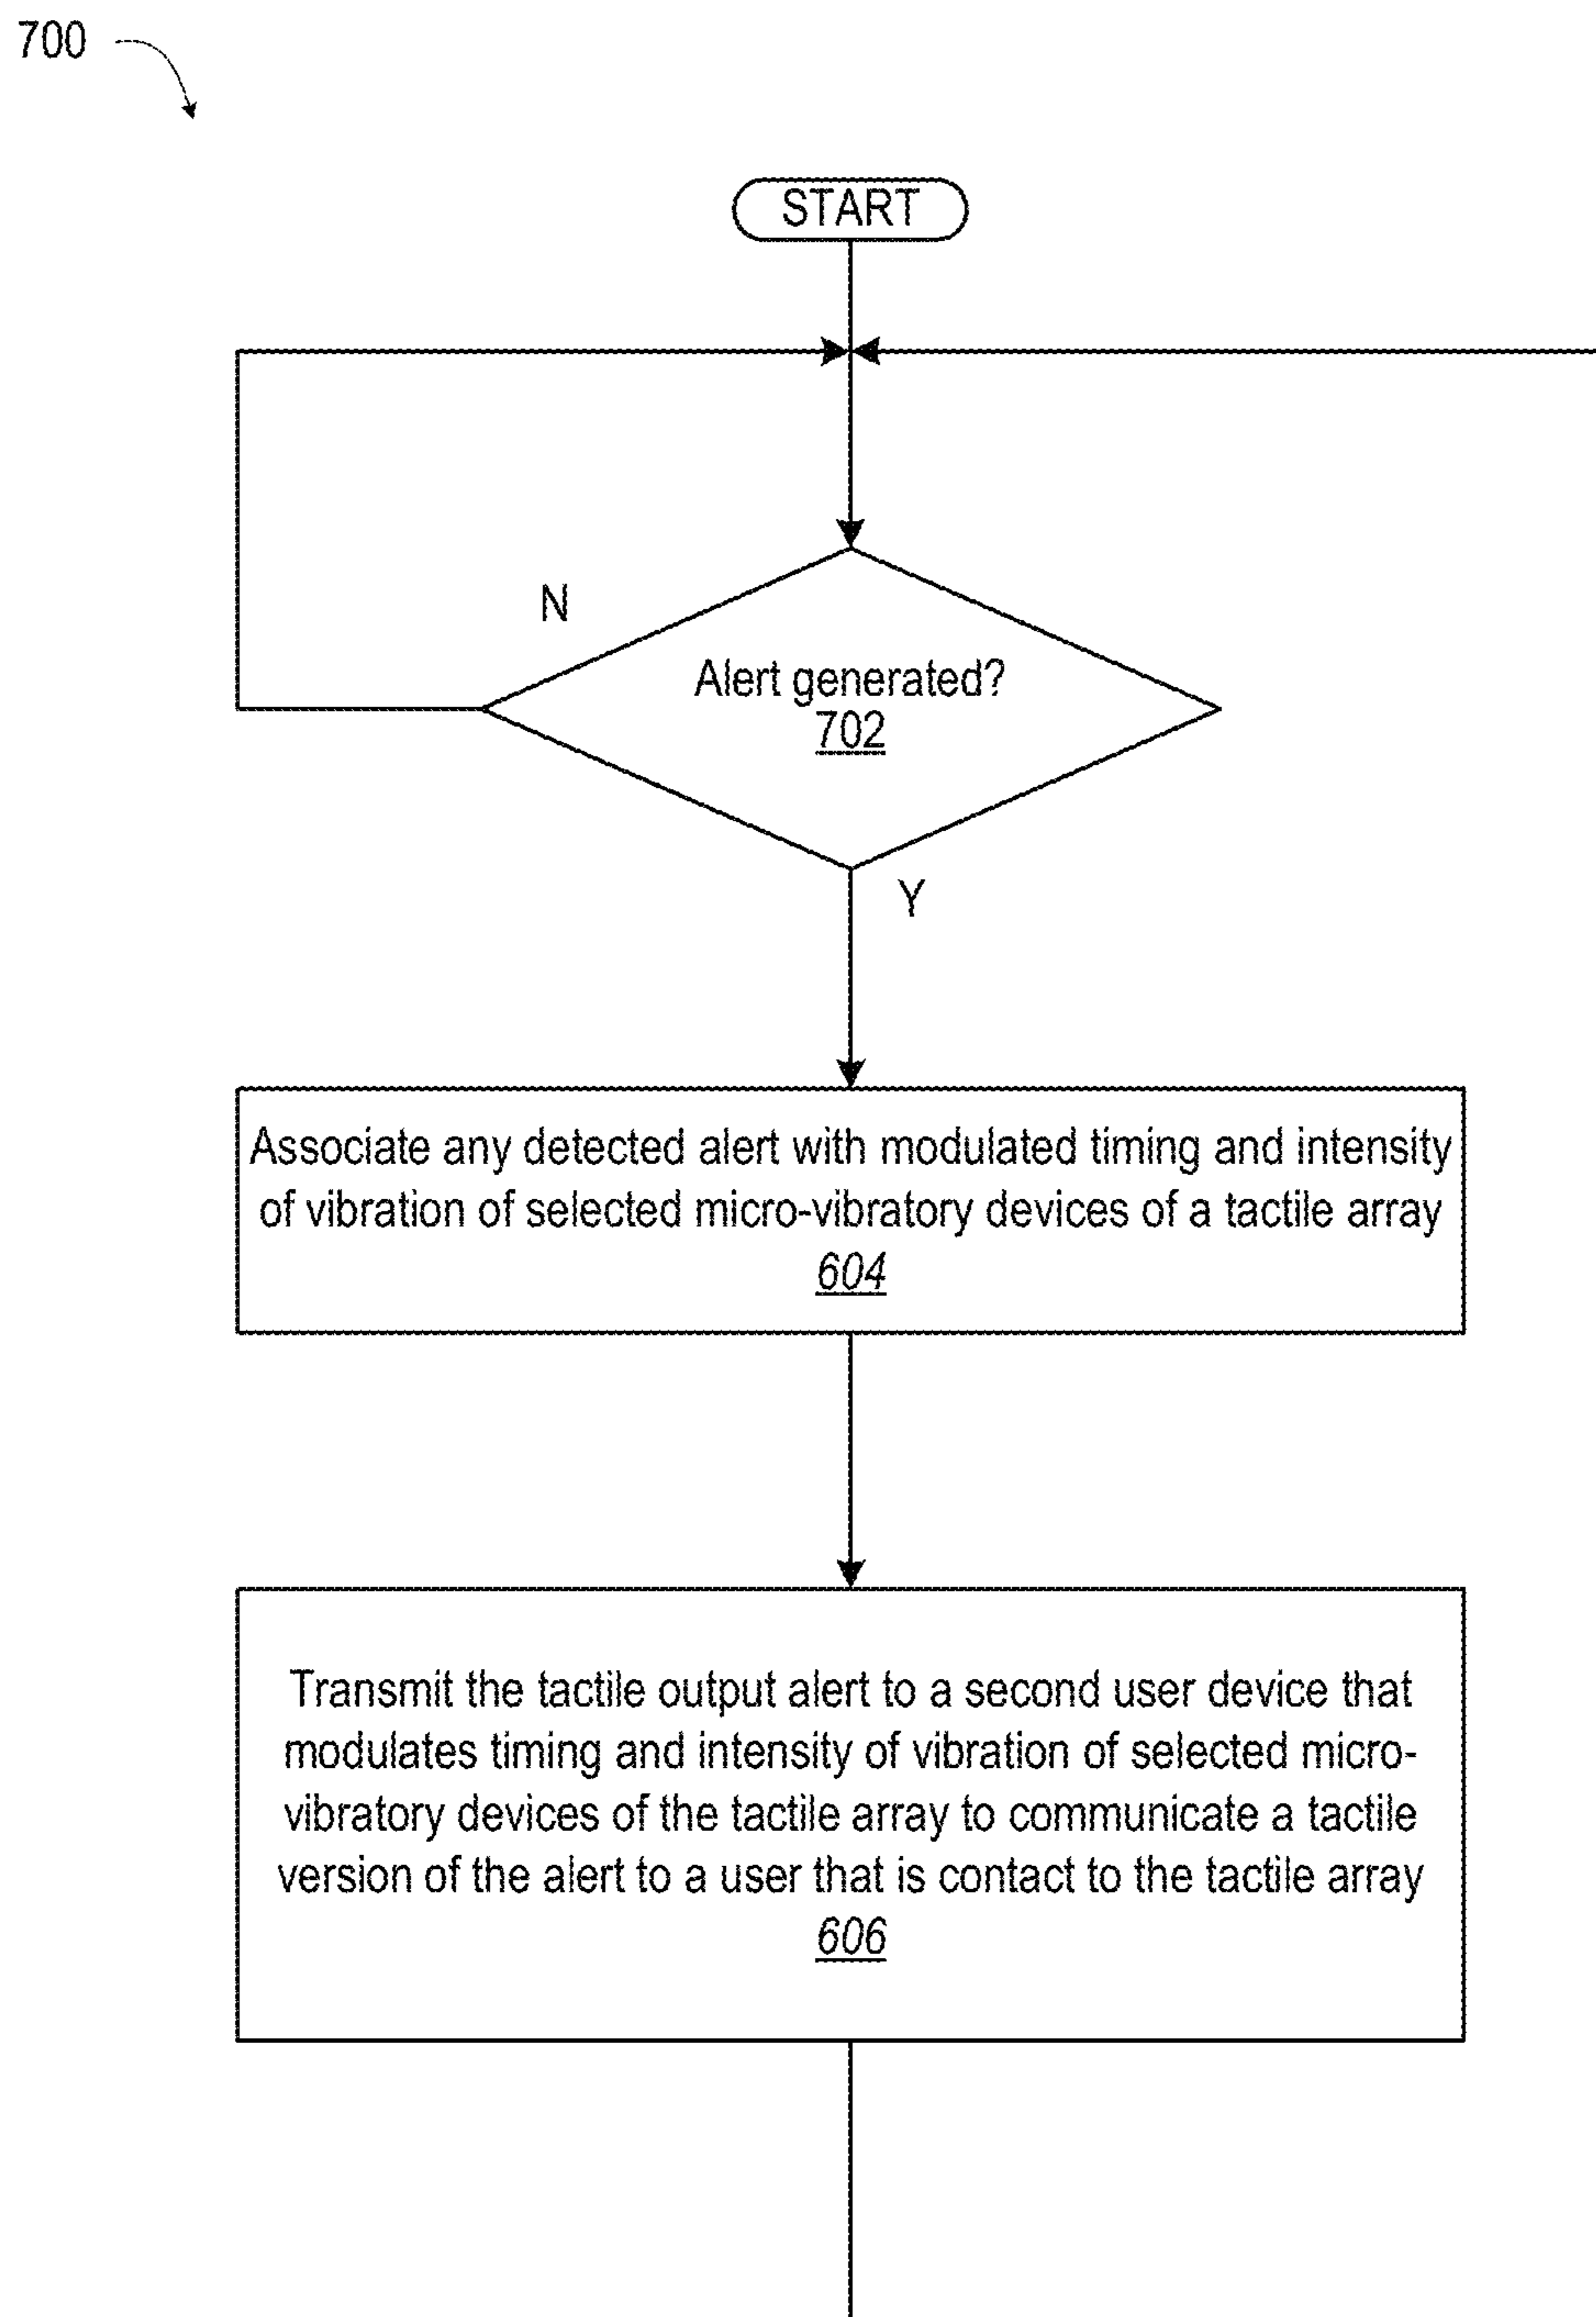 700
START
N
Alert generated?
702
Y
Associate any detected alert with modulated timing and intensity
of vibration of selected micro-vibratory devices of a tactile array
604
Transmit the tactile output alert to a second user device that
modulates timing and intensity of vibration of selected micro-
vibratory devices of the tactile array to communicate a tactile
version of the alert to a user that is contact to the tactile array
606